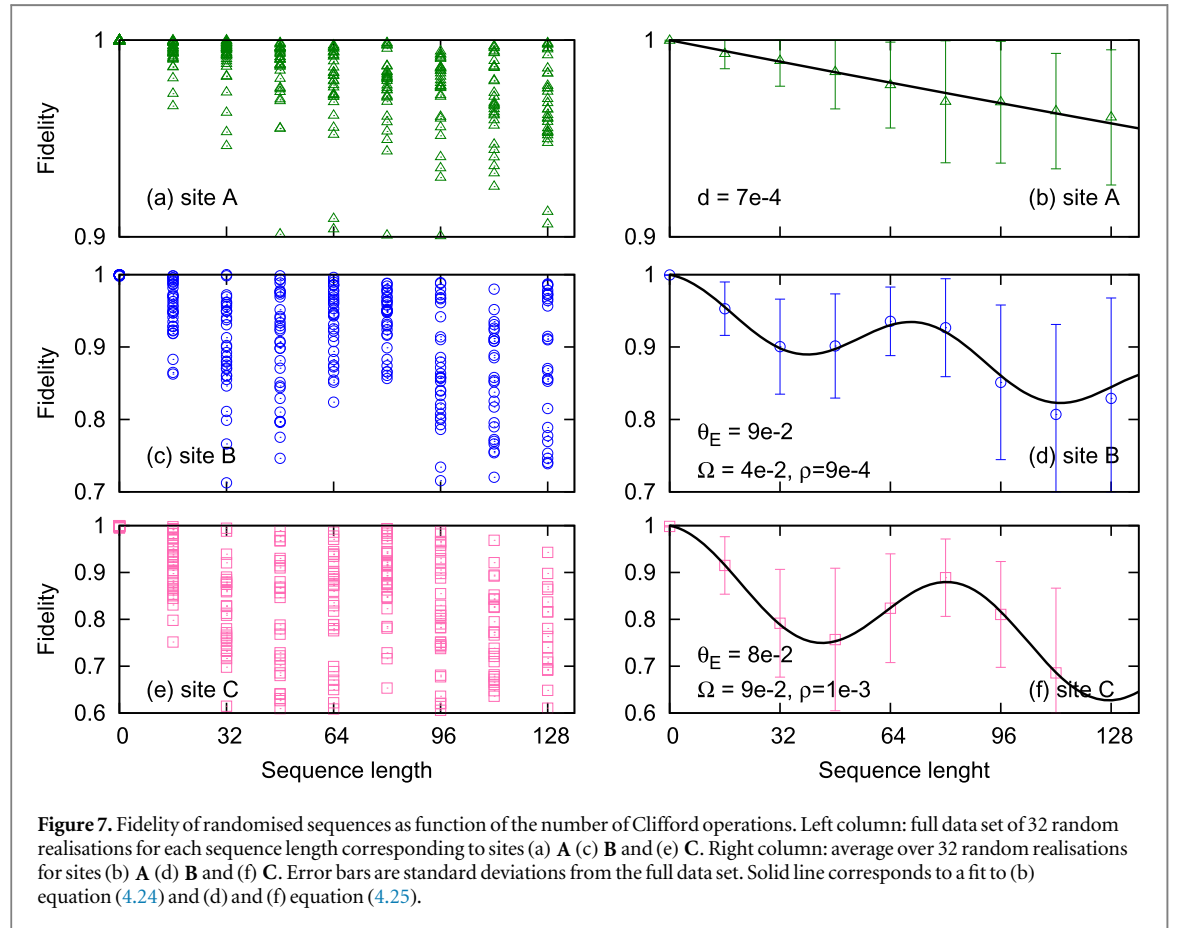 1
0.9
Fidelity
(a) site A
1
0.9
d = 7e-4
(b) site A
1
0.9
0.8
0.7
Fidelity
(c) site B
1
0.9
0.8
0.7
θE = 9e-2
Ω = 4e-2, ρ=9e-4
(d) site B
1
0.9
0.8
0.7
0.6
Fidelity
(e) site C
0 32 64 96 128
Sequence length
1
0.9
0.8
0.7
0.6
θE = 8e-2
Ω = 9e-2, ρ=1e-3
(f) site C
0 32 64 96 128
Sequence lenght
Figure 7. Fidelity of randomised sequences as function of the number of Clifford operations. Left column: full data set of 32 random
realisations for each sequence length corresponding to sites (a) A (c) B and (e) C. Right column: average over 32 random realisations
for sites (b) A (d) B and (f) C. Error bars are standard deviations from the full data set. Solid line corresponds to a fit to (b)
equation (4.24) and (d) and (f) equation (4.25).